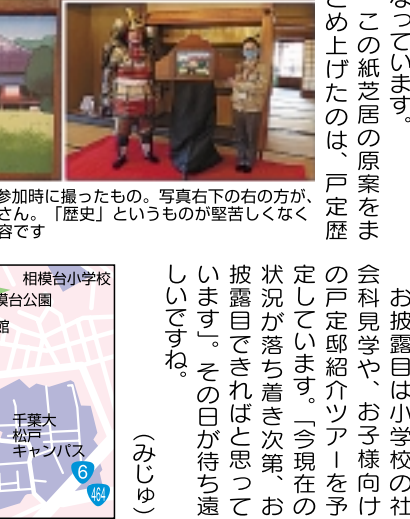 なっています。
この紙芝居の原案をま
とめ上げたのは、戸定歴
参加時に撮ったもの。写真右下の右の方が、
さん。「歴史」というものが堅苦しくなく
容です
お披露目は小学校の社
会科見学や、お子様向け
の戸定邸紹介ツアーを予
定しています。「今現在の
状況が落ち着き次第、お
披露目できればと思って
います」。その日が待ち遠
しいですね。
(みじゅ)
相模台小学校
模台公園
館
千葉大
松戸
キャンパス
6
464